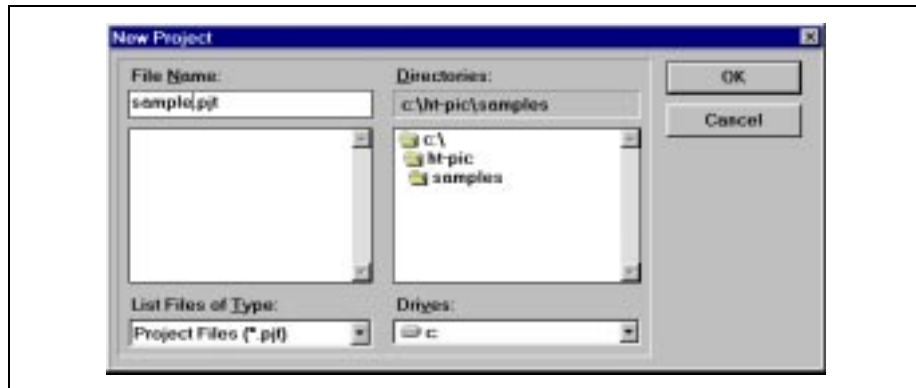 New Project
File Name:
sample.pjt
List Files of Type:
Project Files (*.pjt)
Directories:
c:\ht-pic\samples
c:\
ht-pic
samples
Drives:
c:
OK
Cancel